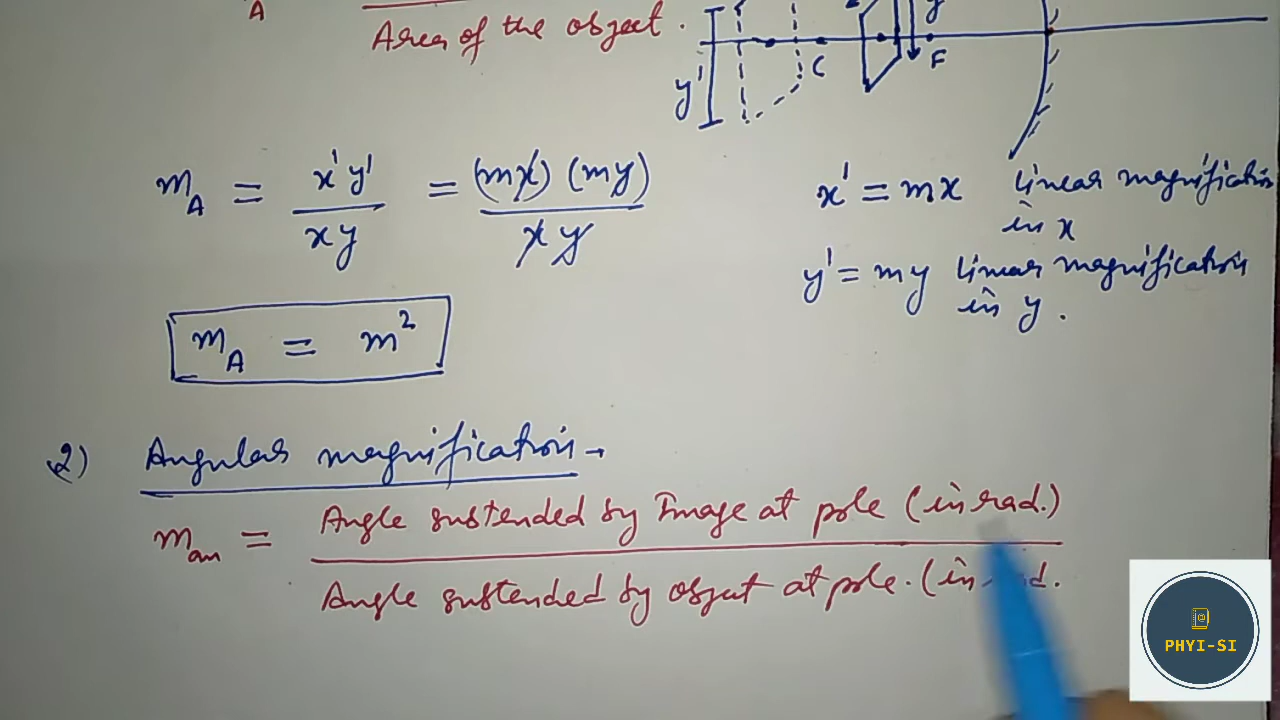 A
Area of the object.
y
C
F
y'
m_A = x'y' / xy = (mx) (my) / xy
x' = mx linear magnification
in x
y' = my linear magnification
in y.
m_A = m²
2) Angular magnification →
m_an = Angle sustended by Image at pole (in rad.)
Angle sustended by object at pole. (in rad.
PHYI-SI